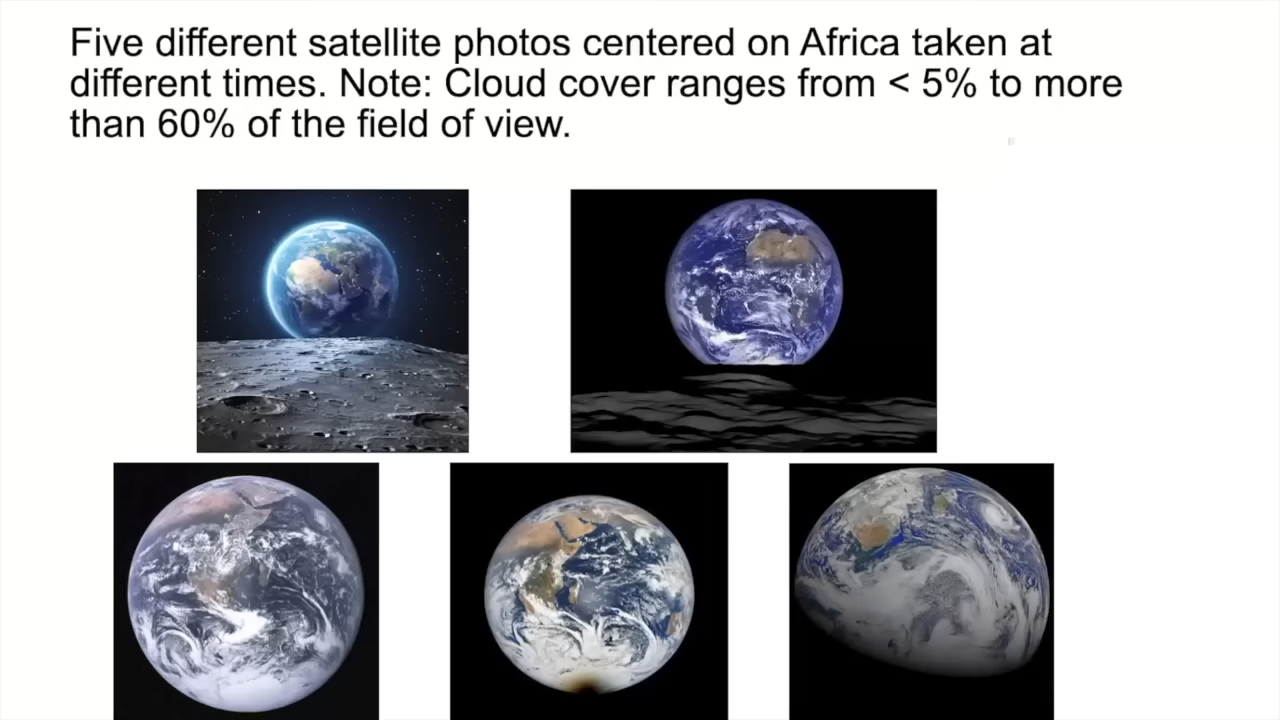 Five different satellite photos centered on Africa taken at
different times. Note: Cloud cover ranges from < 5% to more
than 60% of the field of view.